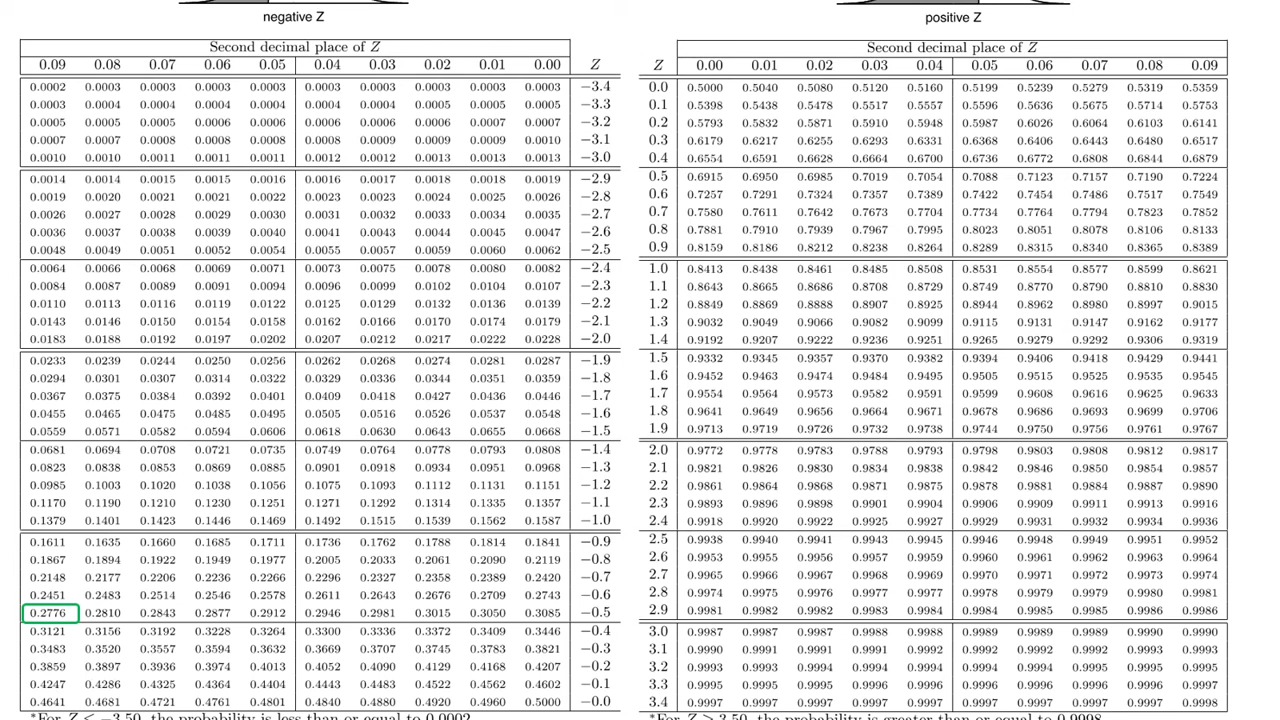 negative Z
Second decimal place of Z
0.09 0.08 0.07 0.06 0.05 0.04 0.03 0.02 0.01 0.00 Z
0.0002 0.0003 0.0003 0.0003 0.0003 0.0003 0.0003 0.0003 0.0003 0.0003 −3.4
0.0003 0.0004 0.0004 0.0004 0.0004 0.0004 0.0004 0.0005 0.0005 0.0005 −3.3
0.0005 0.0005 0.0005 0.0006 0.0006 0.0006 0.0006 0.0006 0.0007 0.0007 −3.2
0.0007 0.0007 0.0008 0.0008 0.0008 0.0008 0.0009 0.0009 0.0009 0.0010 −3.1
0.0010 0.0010 0.0011 0.0011 0.0011 0.0012 0.0012 0.0013 0.0013 0.0013 −3.0
0.0014 0.0014 0.0015 0.0015 0.0016 0.0016 0.0017 0.0018 0.0018 0.0019 −2.9
0.0019 0.0020 0.0021 0.0021 0.0022 0.0023 0.0023 0.0024 0.0025 0.0026 −2.8
0.0026 0.0027 0.0028 0.0029 0.0030 0.0031 0.0032 0.0033 0.0034 0.0035 −2.7
0.0036 0.0037 0.0038 0.0039 0.0040 0.0041 0.0043 0.0044 0.0045 0.0047 −2.6
0.0048 0.0049 0.0051 0.0052 0.0054 0.0055 0.0057 0.0059 0.0060 0.0062 −2.5
0.0064 0.0066 0.0068 0.0069 0.0071 0.0073 0.0075 0.0078 0.0080 0.0082 −2.4
0.0084 0.0087 0.0089 0.0091 0.0094 0.0096 0.0099 0.0102 0.0104 0.0107 −2.3
0.0110 0.0113 0.0116 0.0119 0.0122 0.0125 0.0129 0.0132 0.0136 0.0139 −2.2
0.0143 0.0146 0.0150 0.0154 0.0158 0.0162 0.0166 0.0170 0.0174 0.0179 −2.1
0.0183 0.0188 0.0192 0.0197 0.0202 0.0207 0.0212 0.0217 0.0222 0.0228 −2.0
0.0233 0.0239 0.0244 0.0250 0.0256 0.0262 0.0268 0.0274 0.0281 0.0287 −1.9
0.0294 0.0301 0.0307 0.0314 0.0322 0.0329 0.0336 0.0344 0.0351 0.0359 −1.8
0.0367 0.0375 0.0384 0.0392 0.0401 0.0409 0.0418 0.0427 0.0436 0.0446 −1.7
0.0455 0.0465 0.0475 0.0485 0.0495 0.0505 0.0516 0.0526 0.0537 0.0548 −1.6
0.0559 0.0571 0.0582 0.0594 0.0606 0.0618 0.0630 0.0643 0.0655 0.0668 −1.5
0.0681 0.0694 0.0708 0.0721 0.0735 0.0749 0.0764 0.0778 0.0793 0.0808 −1.4
0.0823 0.0838 0.0853 0.0869 0.0885 0.0901 0.0918 0.0934 0.0951 0.0968 −1.3
0.0985 0.1003 0.1020 0.1038 0.1056 0.1075 0.1093 0.1112 0.1131 0.1151 −1.2
0.1170 0.1190 0.1210 0.1230 0.1251 0.1271 0.1292 0.1314 0.1335 0.1357 −1.1
0.1379 0.1401 0.1423 0.1446 0.1469 0.1492 0.1515 0.1539 0.1562 0.1587 −1.0
0.1611 0.1635 0.1660 0.1685 0.1711 0.1736 0.1762 0.1788 0.1814 0.1841 −0.9
0.1867 0.1894 0.1922 0.1949 0.1977 0.2005 0.2033 0.2061 0.2090 0.2119 −0.8
0.2148 0.2177 0.2206 0.2236 0.2266 0.2296 0.2327 0.2358 0.2389 0.2420 −0.7
0.2451 0.2483 0.2514 0.2546 0.2578 0.2611 0.2643 0.2676 0.2709 0.2743 −0.6
0.2776 0.2810 0.2843 0.2877 0.2912 0.2946 0.2981 0.3015 0.3050 0.3085 −0.5
0.3121 0.3156 0.3192 0.3228 0.3264 0.3300 0.3336 0.3372 0.3409 0.3446 −0.4
0.3483 0.3520 0.3557 0.3594 0.3632 0.3669 0.3707 0.3745 0.3783 0.3821 −0.3
0.3859 0.3897 0.3936 0.3974 0.4013 0.4052 0.4090 0.4129 0.4168 0.4207 −0.2
0.4247 0.4286 0.4325 0.4364 0.4404 0.4443 0.4483 0.4522 0.4562 0.4602 −0.1
0.4641 0.4681 0.4721 0.4761 0.4801 0.4840 0.4880 0.4920 0.4960 0.5000 −0.0
*For Z ≤ −3.50, the probability is less than or equal to 0.0002
positive Z
Second decimal place of Z
Z 0.00 0.01 0.02 0.03 0.04 0.05 0.06 0.07 0.08 0.09
0.0 0.5000 0.5040 0.5080 0.5120 0.5160 0.5199 0.5239 0.5279 0.5319 0.5359
0.1 0.5398 0.5438 0.5478 0.5517 0.5557 0.5596 0.5636 0.5675 0.5714 0.5753
0.2 0.5793 0.5832 0.5871 0.5910 0.5948 0.5987 0.6026 0.6064 0.6103 0.6141
0.3 0.6179 0.6217 0.6255 0.6293 0.6331 0.6368 0.6406 0.6443 0.6480 0.6517
0.4 0.6554 0.6591 0.6628 0.6664 0.6700 0.6736 0.6772 0.6808 0.6844 0.6879
0.5 0.6915 0.6950 0.6985 0.7019 0.7054 0.7088 0.7123 0.7157 0.7190 0.7224
0.6 0.7257 0.7291 0.7324 0.7357 0.7389 0.7422 0.7454 0.7486 0.7517 0.7549
0.7 0.7580 0.7611 0.7642 0.7673 0.7704 0.7734 0.7764 0.7794 0.7823 0.7852
0.8 0.7881 0.7910 0.7939 0.7967 0.7995 0.8023 0.8051 0.8078 0.8106 0.8133
0.9 0.8159 0.8186 0.8212 0.8238 0.8264 0.8289 0.8315 0.8340 0.8365 0.8389
1.0 0.8413 0.8438 0.8461 0.8485 0.8508 0.8531 0.8554 0.8577 0.8599 0.8621
1.1 0.8643 0.8665 0.8686 0.8708 0.8729 0.8749 0.8770 0.8790 0.8810 0.8830
1.2 0.8849 0.8869 0.8888 0.8907 0.8925 0.8944 0.8962 0.8980 0.8997 0.9015
1.3 0.9032 0.9049 0.9066 0.9082 0.9099 0.9115 0.9131 0.9147 0.9162 0.9177
1.4 0.9192 0.9207 0.9222 0.9236 0.9251 0.9265 0.9279 0.9292 0.9306 0.9319
1.5 0.9332 0.9345 0.9357 0.9370 0.9382 0.9394 0.9406 0.9418 0.9429 0.9441
1.6 0.9452 0.9463 0.9474 0.9484 0.9495 0.9505 0.9515 0.9525 0.9535 0.9545
1.7 0.9554 0.9564 0.9573 0.9582 0.9591 0.9599 0.9608 0.9616 0.9625 0.9633
1.8 0.9641 0.9649 0.9656 0.9664 0.9671 0.9678 0.9686 0.9693 0.9699 0.9706
1.9 0.9713 0.9719 0.9726 0.9732 0.9738 0.9744 0.9750 0.9756 0.9761 0.9767
2.0 0.9772 0.9778 0.9783 0.9788 0.9793 0.9798 0.9803 0.9808 0.9812 0.9817
2.1 0.9821 0.9826 0.9830 0.9834 0.9838 0.9842 0.9846 0.9850 0.9854 0.9857
2.2 0.9861 0.9864 0.9868 0.9871 0.9875 0.9878 0.9881 0.9884 0.9887 0.9890
2.3 0.9893 0.9896 0.9898 0.9901 0.9904 0.9906 0.9909 0.9911 0.9913 0.9916
2.4 0.9918 0.9920 0.9922 0.9925 0.9927 0.9929 0.9931 0.9932 0.9934 0.9936
2.5 0.9938 0.9940 0.9941 0.9943 0.9945 0.9946 0.9948 0.9949 0.9951 0.9952
2.6 0.9953 0.9955 0.9956 0.9957 0.9959 0.9960 0.9961 0.9962 0.9963 0.9964
2.7 0.9965 0.9966 0.9967 0.9968 0.9969 0.9970 0.9971 0.9972 0.9973 0.9974
2.8 0.9974 0.9975 0.9976 0.9977 0.9977 0.9978 0.9979 0.9979 0.9980 0.9981
2.9 0.9981 0.9982 0.9982 0.9983 0.9984 0.9984 0.9985 0.9985 0.9986 0.9986
3.0 0.9987 0.9987 0.9987 0.9988 0.9988 0.9989 0.9989 0.9989 0.9990 0.9990
3.1 0.9990 0.9991 0.9991 0.9991 0.9992 0.9992 0.9992 0.9992 0.9993 0.9993
3.2 0.9993 0.9993 0.9994 0.9994 0.9994 0.9994 0.9994 0.9995 0.9995 0.9995
3.3 0.9995 0.9995 0.9995 0.9996 0.9996 0.9996 0.9996 0.9996 0.9996 0.9997
3.4 0.9997 0.9997 0.9997 0.9997 0.9997 0.9997 0.9997 0.9997 0.9997 0.9998
*For Z ≥ 3.50, the probability is greater than or equal to 0.9998